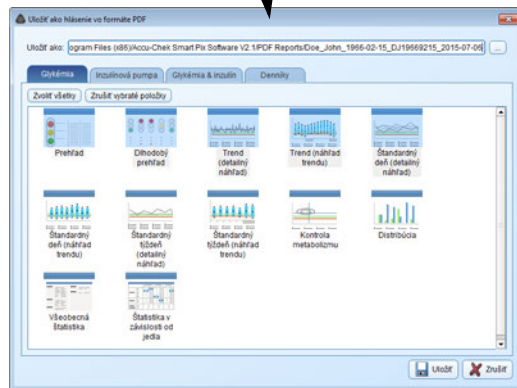 Uložiť ako hlásenie vo formáte PDF
Uložiť ako: ogram Files (x86)/Accu-Chek Smart Pix Software V2.1/PDF Reports/Doe_John_1966-02-15_DJ19669215_2015-07-06 ...
Glykémia Inzulínová pumpa Glykémia & inzulín Denníky
Zvoliť všetky Zrušiť vybraté položky
Prehľad
Dlhodobý
prehľad
Trend
(detailný
náhľad)
Trend (náhľad
trendu)
Štandardný
deň (detailný
náhľad)
Štandardný
deň (náhľad
trendu)
Štandardný
týždeň
(detailný
náhľad)
Štandardný
týždeň (náhľad
trendu)
Kontrola
metabolizmu
Distribúcia
Všeobecná
štatistika
Štatistika v
závislosti od
jedla
Uložiť Zrušiť